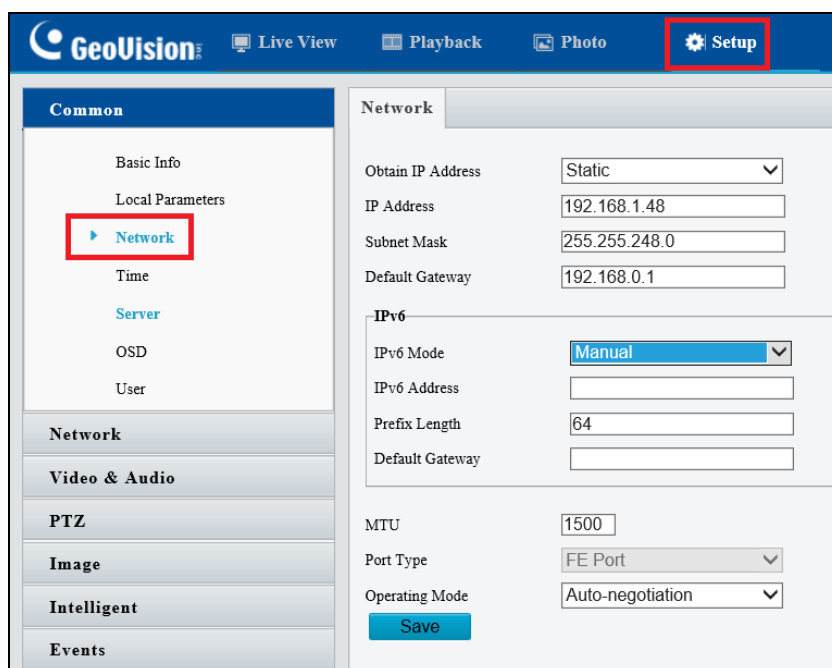 GeoVision Live View Playback Photo Setup
Common
Basic Info
Local Parameters
Network
Time
Server
OSD
User
Network
Video & Audio
PTZ
Image
Intelligent
Events
Network
Obtain IP Address Static
IP Address 192.168.1.48
Subnet Mask 255.255.248.0
Default Gateway 192.168.0.1
IPv6
IPv6 Mode Manual
IPv6 Address
Prefix Length 64
Default Gateway
MTU 1500
Port Type FE Port
Operating Mode Auto-negotiation
Save